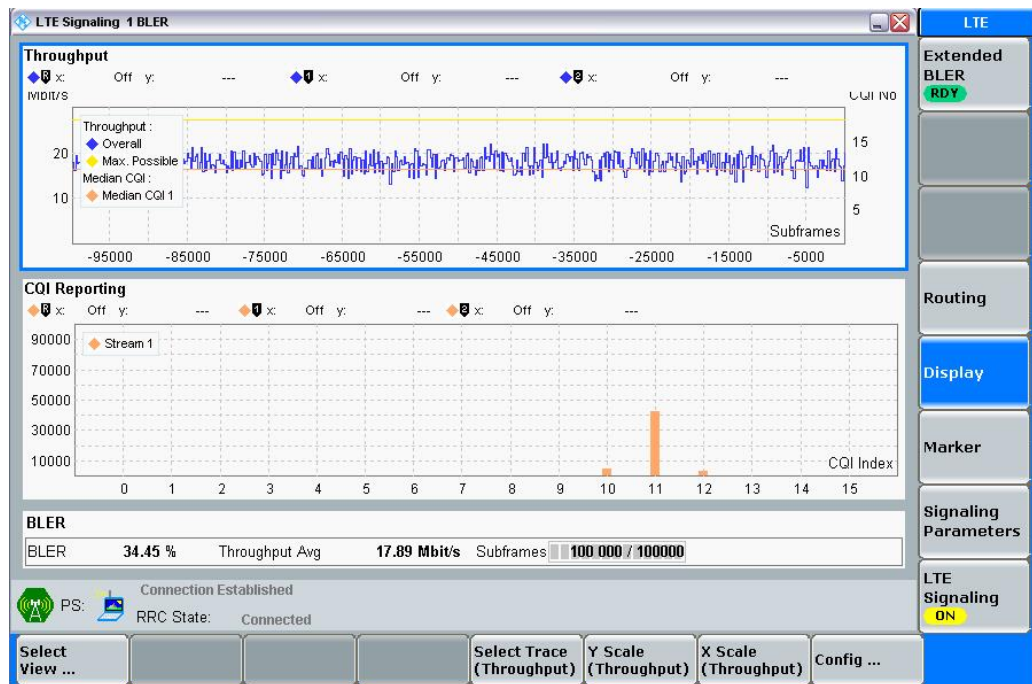 LTE Signaling 1 BLER
LTE
Throughput
R x: Off y: --- 1 x: Off y: --- 2 x: Off y: ---
Mbit/s
CQI No
Throughput :
Overall
Max. Possible
Median CQI :
Median CQI 1
20
10
15
10
5
Subframes
-95000 -85000 -75000 -65000 -55000 -45000 -35000 -25000 -15000 -5000
CQI Reporting
R x: Off y: --- 1 x: Off y: --- 2 x: Off y: ---
Stream 1
90000
70000
50000
30000
10000
CQI Index
0 1 2 3 4 5 6 7 8 9 10 11 12 13 14 15
BLER
BLER 34.45 % Throughput Avg 17.89 Mbit/s Subframes 100 000 / 100000
PS:
Connection Established
RRC State: Connected
Extended
BLER
RDY
Routing
Display
Marker
Signaling
Parameters
LTE
Signaling
ON
Select
View ...
Select Trace
(Throughput)
Y Scale
(Throughput)
X Scale
(Throughput)
Config ...